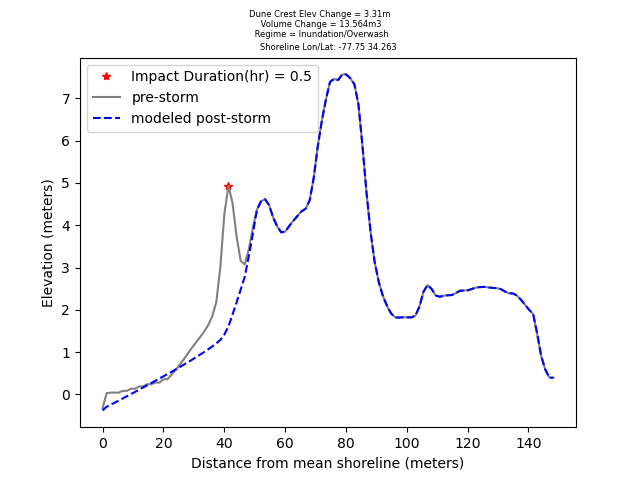 Dune Crest Elev Change = 3.31m
Volume Change = 13.564m3
Regime = Inundation/Overwash
Shoreline Lon/Lat: -77.75 34.263
Impact Duration(hr) = 0.5
pre-storm
modeled post-storm
Elevation (meters)
7
6
5
4
3
2
1
0
0 20 40 60 80 100 120 140
Distance from mean shoreline (meters)